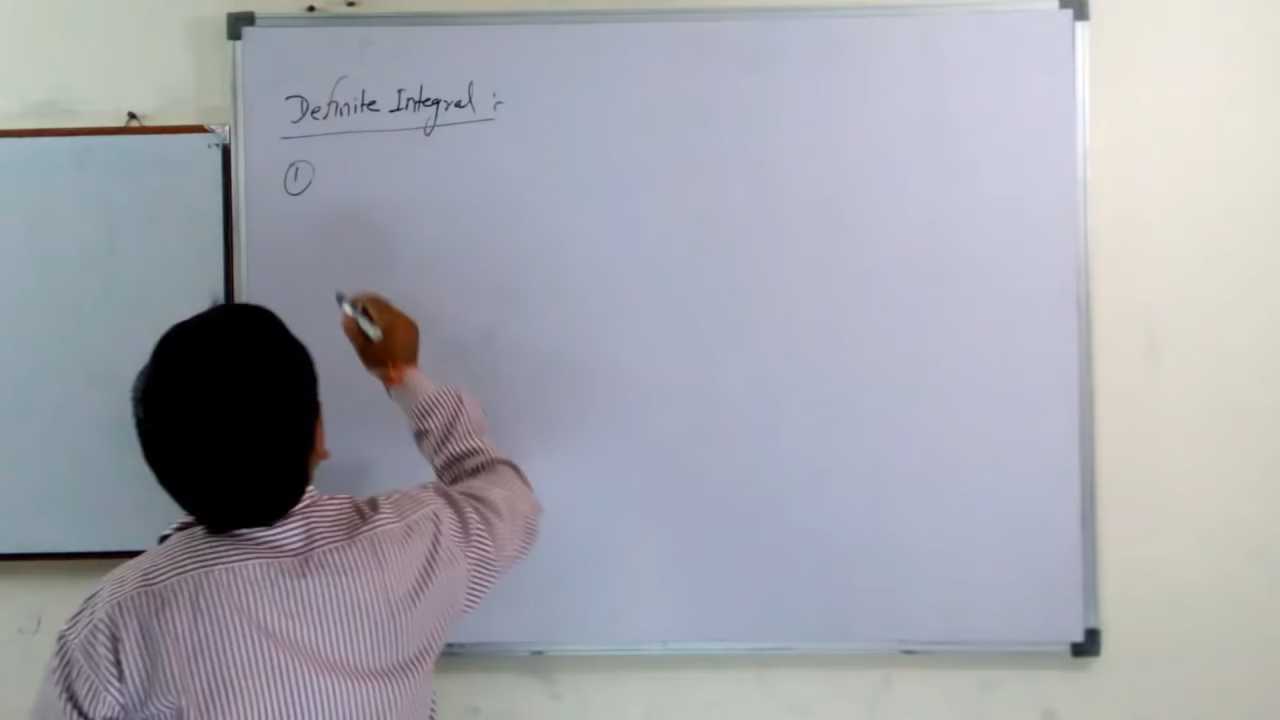 Definite Integral :-
①